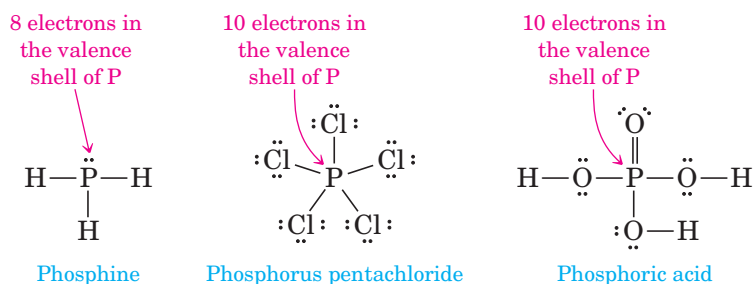 8 electrons in
the valence
shell of P
10 electrons in
the valence
shell of P
10 electrons in
the valence
shell of P
H—P—H
H
Phosphine
Cl
Cl Cl
P
Cl Cl
Phosphorus pentachloride
O
H—O—P—O—H
O—H
Phosphoric acid